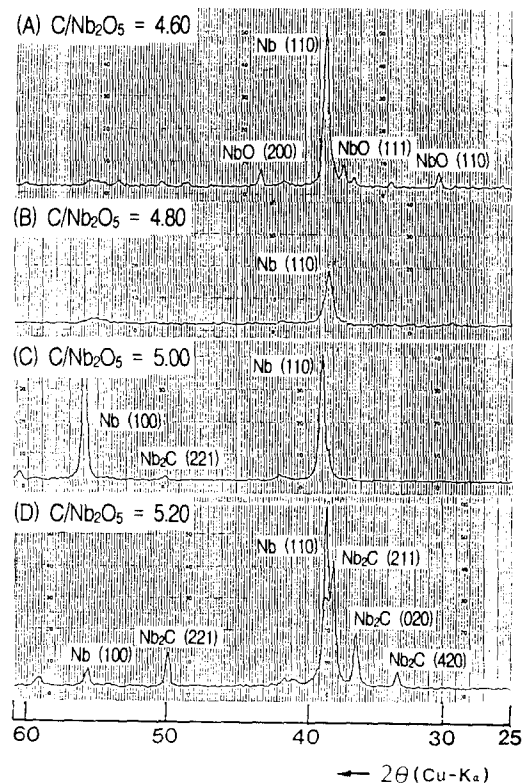 (A) C/Nb₂O₅ = 4.60
Nb (110)
NbO (200)
NbO (111)
NbO (110)
(B) C/Nb₂O₅ = 4.80
Nb (110)
(C) C/Nb₂O₅ = 5.00
Nb (110)
Nb (100)
Nb₂C (221)
(D) C/Nb₂O₅ = 5.20
Nb (110)
Nb₂C (211)
Nb₂C (221)
Nb₂C (020)
Nb (100)
Nb₂C (420)
60 50 40 30 25
← 2θ (Cu-Kα)